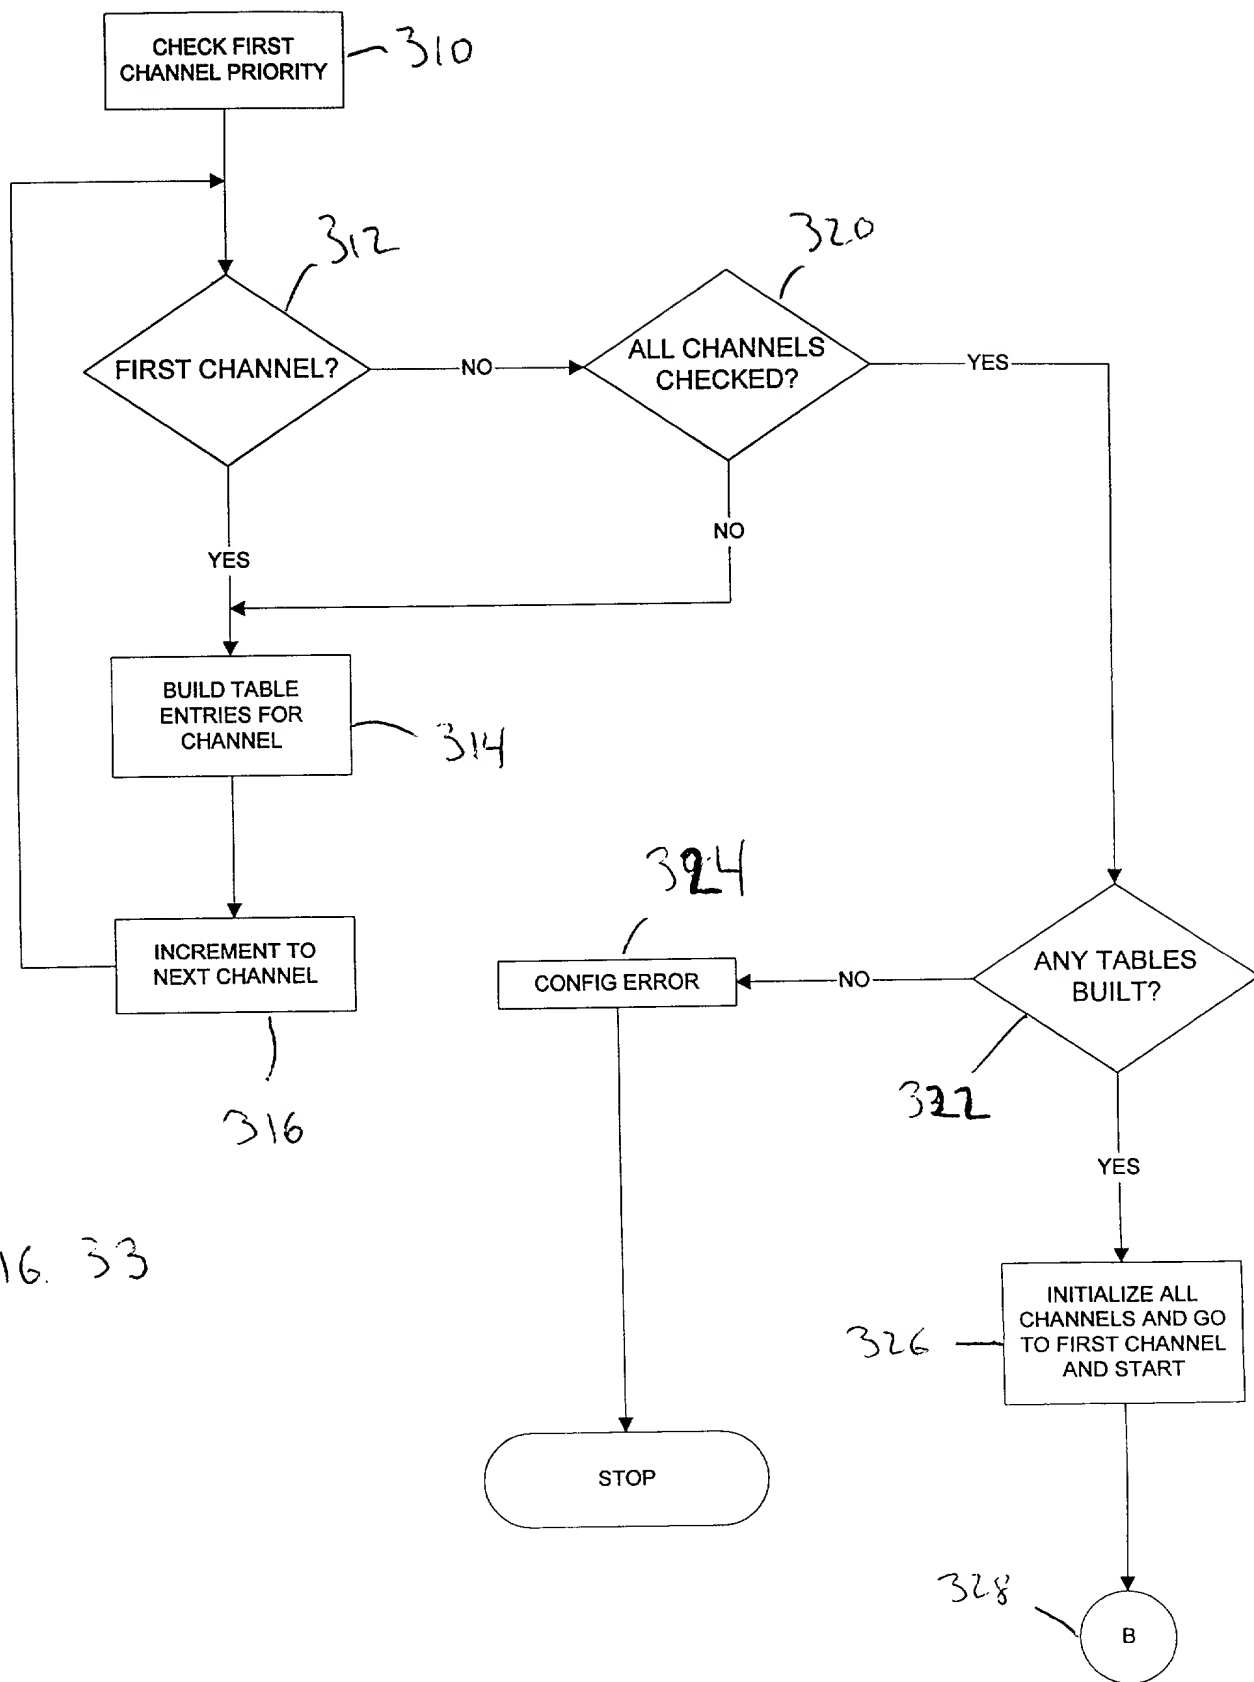 CHECK FIRST
CHANNEL PRIORITY
310
312
320
FIRST CHANNEL?
NO
ALL CHANNELS
CHECKED?
YES
NO
YES
BUILD TABLE
ENTRIES FOR
CHANNEL
314
324
INCREMENT TO
NEXT CHANNEL
CONFIG ERROR
NO
ANY TABLES
BUILT?
322
316
YES
IG. 33
INITIALIZE ALL
CHANNELS AND GO
TO FIRST CHANNEL
AND START
326
STOP
328
B